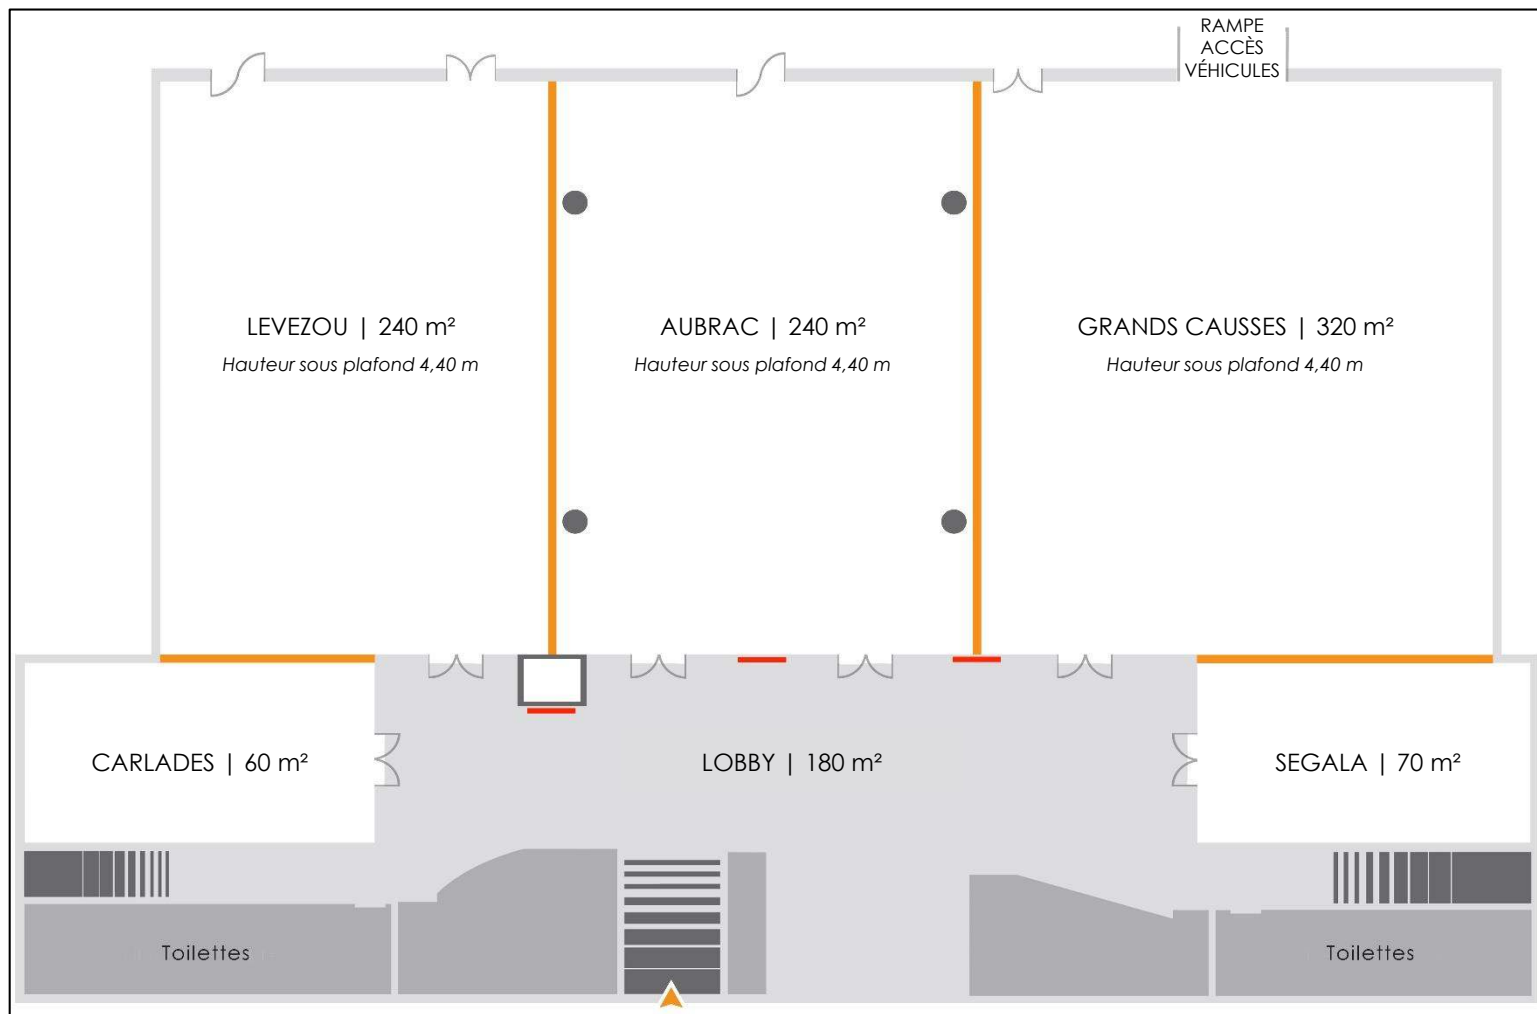 RAMPE
ACCÈS
VÉHICULES
LEVEZOU | 240 m²
Hauteur sous plafond 4,40 m
AUBRAC | 240 m²
Hauteur sous plafond 4,40 m
GRANDS CAUSSES | 320 m²
Hauteur sous plafond 4,40 m
CARLADES | 60 m²
LOBBY | 180 m²
SEGALA | 70 m²
Toilettes
Toilettes